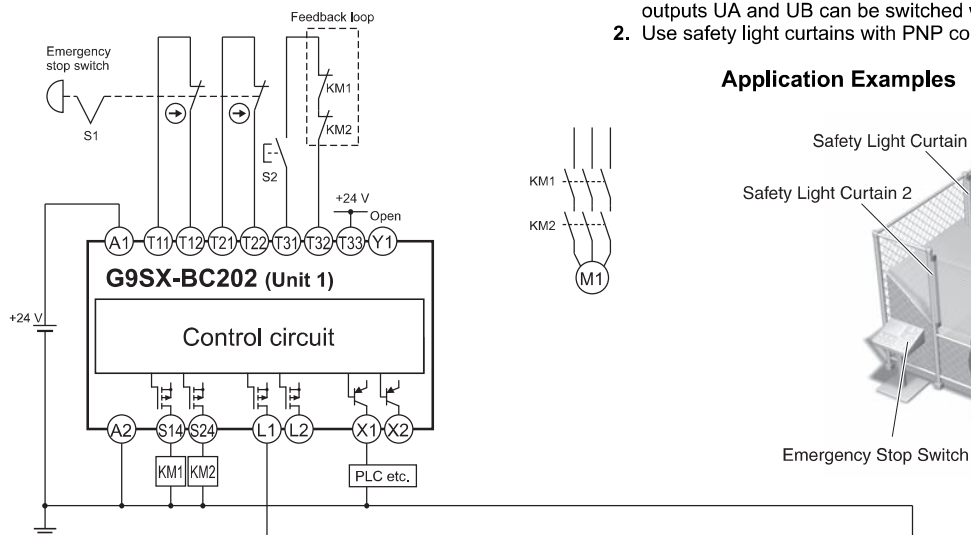 outputs UA and UB can be switched
2. Use safety light curtains with PNP
Application Examples
Feedback loop
Emergency
stop switch
S1
KM1
KM2
S2
+24 V
Open
A1 T11 T12 T21 T22 T31 T32 T33 Y1
G9SX-BC202 (Unit 1)
+24 V
Control circuit
A2 S14 S24 L1 L2 X1 X2
KM1 KM2
PLC etc.
KM1
KM2
M1
Safety Light Curtain
Safety Light Curtain 2
Emergency Stop Switch